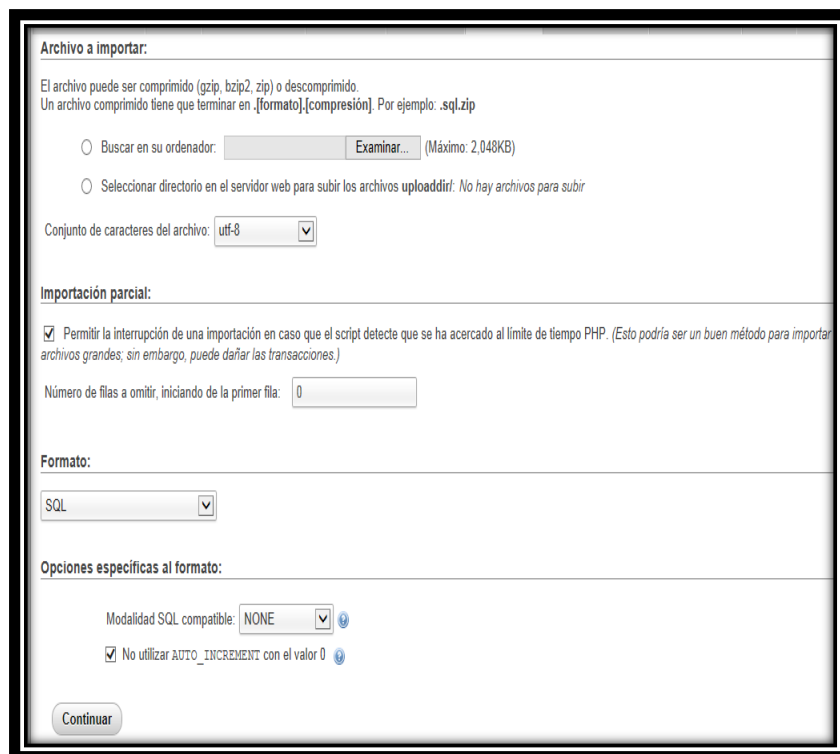 Archivo a importar:
El archivo puede ser comprimido (gzip, bzip2, zip) o descomprimido.
Un archivo comprimido tiene que terminar en .[formato].[compresión]. Por ejemplo: .sql.zip
Buscar en su ordenador: Examinar... (Máximo: 2,048KB)
Seleccionar directorio en el servidor web para subir los archivos uploaddir/: No hay archivos para subir
Conjunto de caracteres del archivo: utf-8
Importación parcial:
Permitir la interrupción de una importación en caso que el script detecte que se ha acercado al límite de tiempo PHP. (Esto podría ser un buen método para importar
archivos grandes; sin embargo, puede dañar las transacciones.)
Número de filas a omitir, iniciando de la primer fila: 0
Formato:
SQL
Opciones específicas al formato:
Modalidad SQL compatible: NONE
No utilizar AUTO_INCREMENT con el valor 0
Continuar